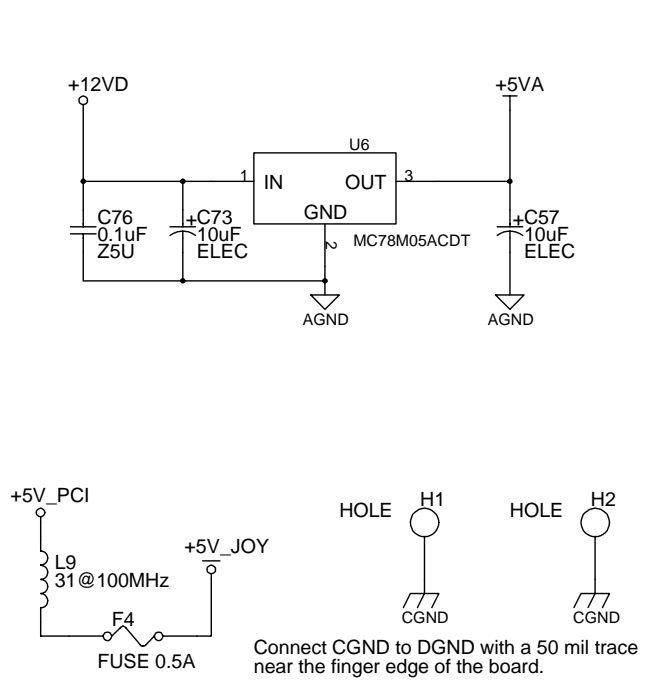 +12VD
+5VA
U6
1
IN
OUT
3
GND
2
MC78M05ACDT
C76
0.1uF
Z5U
+C73
10uF
ELEC
+C57
10uF
ELEC
AGND
AGND
+5V_PCI
L9
31@100MHz
+5V_JOY
F4
FUSE 0.5A
HOLE
H1
CGND
HOLE
H2
CGND
Connect CGND to DGND with a 50 mil trace
near the finger edge of the board.